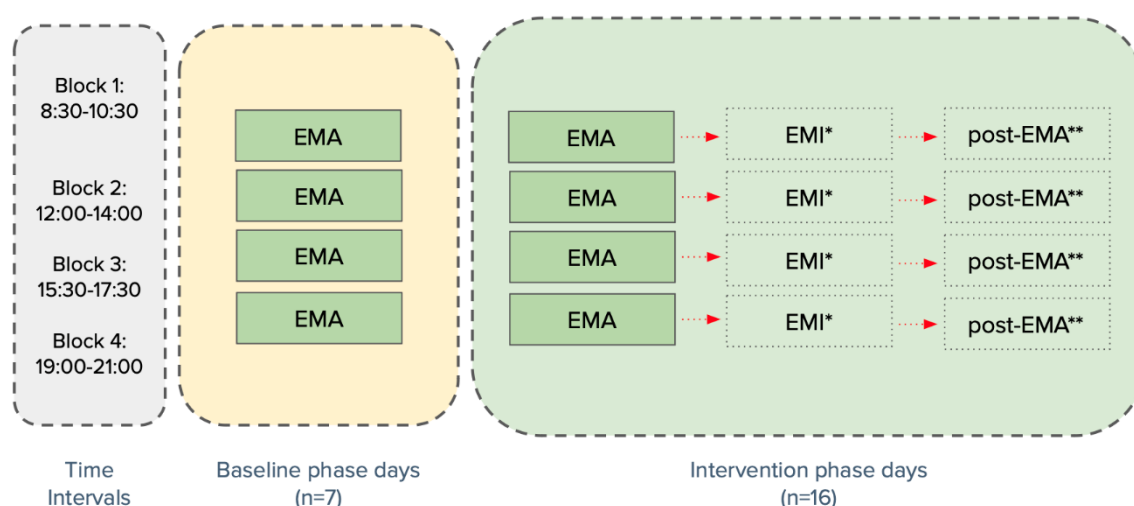 Block 1:
8:30-10:30
Block 2:
12:00-14:00
Block 3:
15:30-17:30
Block 4:
19:00-21:00
EMA
EMA
EMA
EMA
EMA
EMI*
post-EMA**
EMA
EMI*
post-EMA**
EMA
EMI*
post-EMA**
EMA
EMI*
post-EMA**
Time
Intervals
Baseline phase days
(n=7)
Intervention phase days
(n=16)